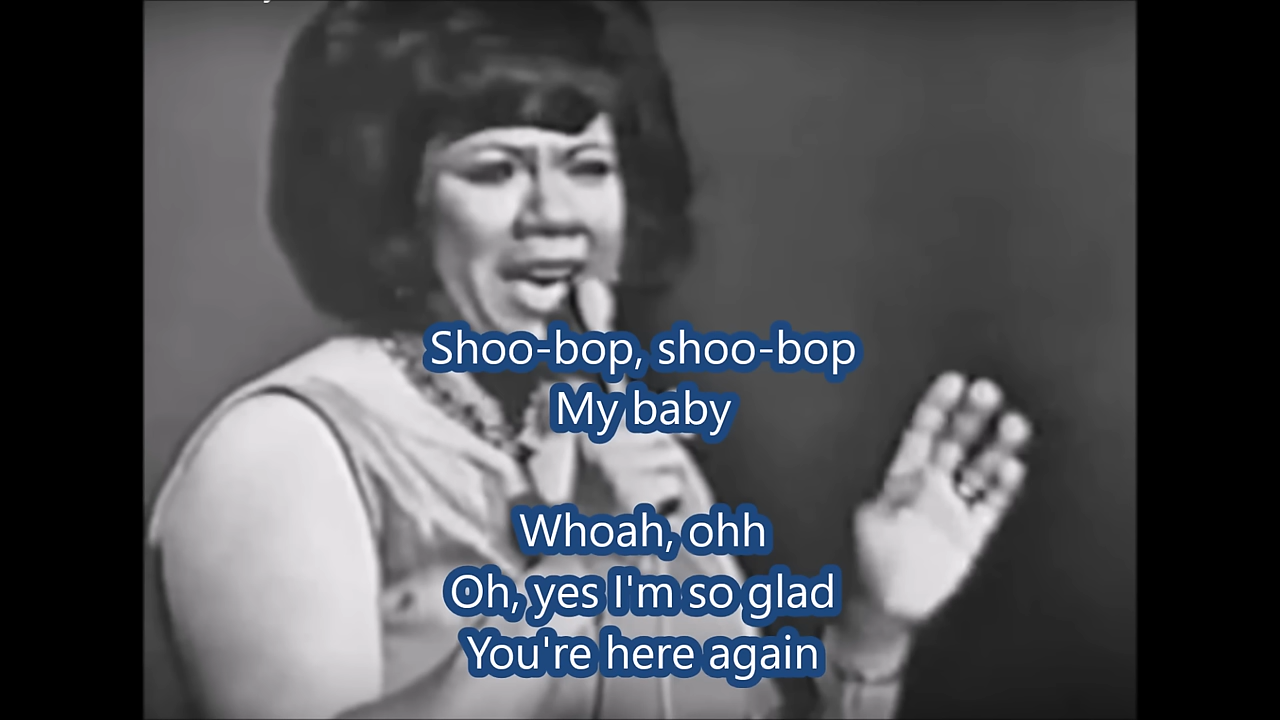 Shoo-bop, shoo-bop
My baby
Whoah, ohh
Oh, yes I'm so glad
You're here again